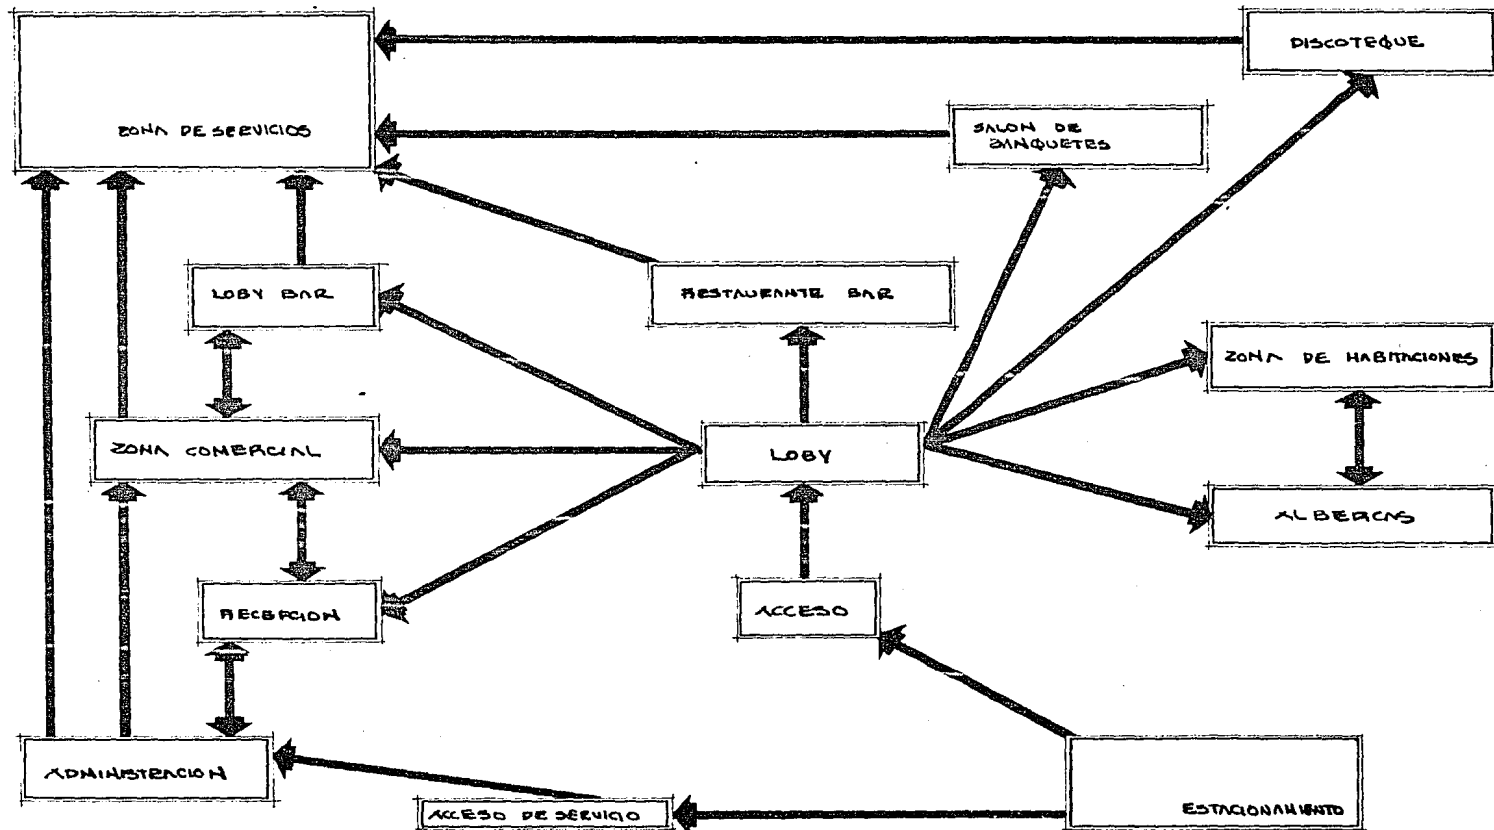 DISCOTEQUE
ZONA DE SERVICIOS
SALON DE
BANQUETES
LOBY BAR
RESTAURANTE BAR
ZONA DE HABITACIONES
ZONA COMERCIAL
LOBY
ALBERCAS
RECEPCION
ACCESO
ADMINISTRACION
ACCESO DE SERVICIO
ESTACIONAMIENTO